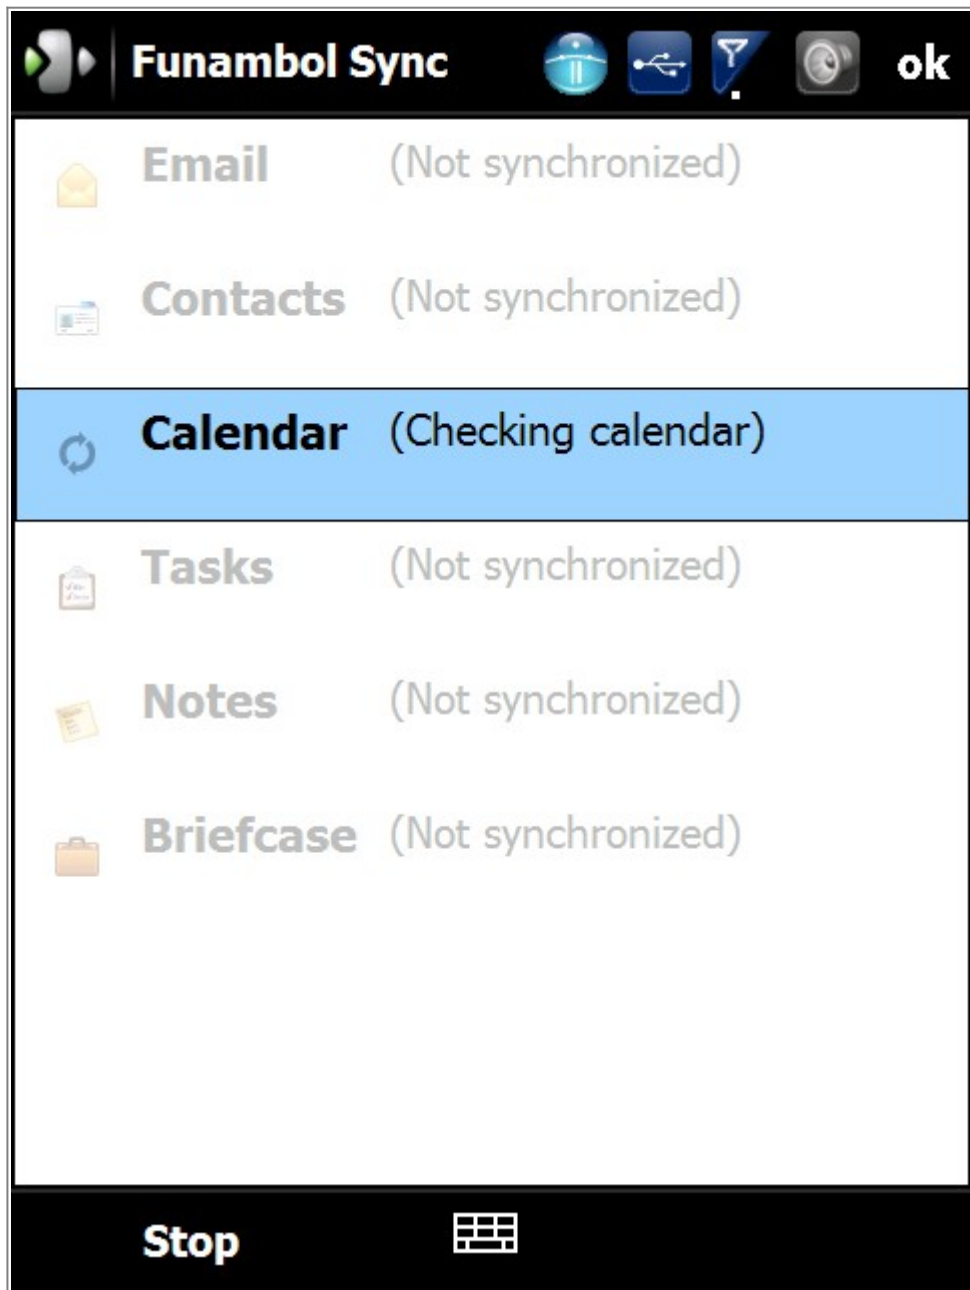 Funambol Sync ok
Email (Not synchronized)
Contacts (Not synchronized)
Calendar (Checking calendar)
Tasks (Not synchronized)
Notes (Not synchronized)
Briefcase (Not synchronized)
Stop